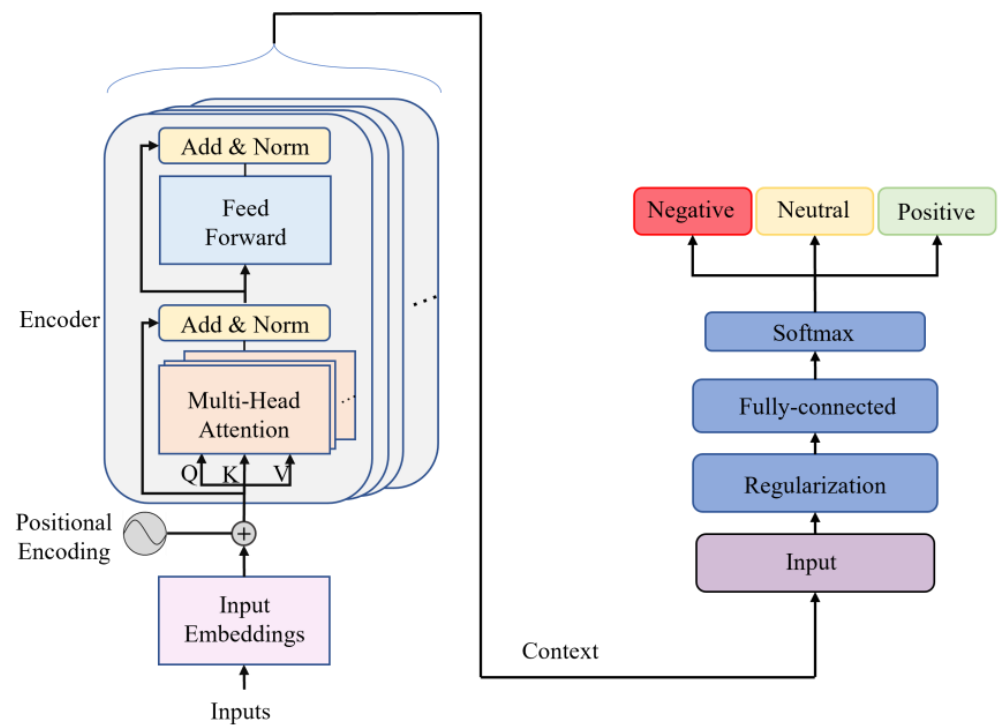 Add & Norm
Feed
Forward
Encoder
Add & Norm
Multi-Head
Attention
...
Q K V
Positional
Encoding
+
Input
Embeddings
Inputs
...
Context
Negative
Neutral
Positive
Softmax
Fully-connected
Regularization
Input